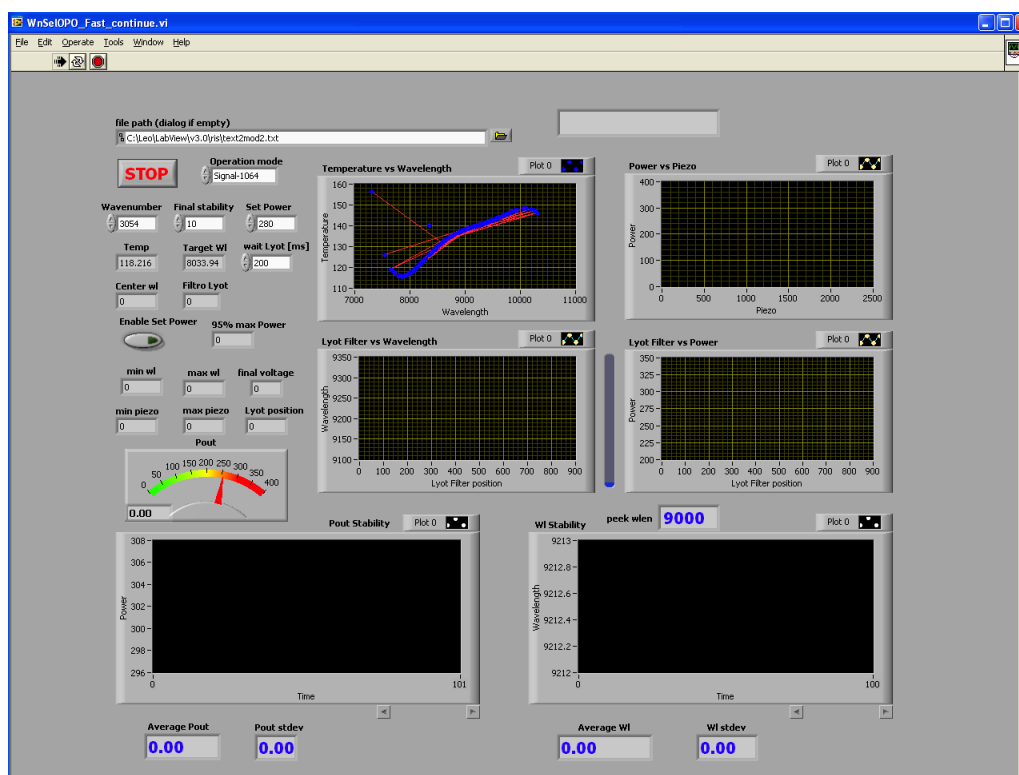 WnSelOPO_Fast_continue.vi
File Edit Operate Tools Window Help
file path (dialog if empty)
C:\Leo\LabView\v3.0\ris\text2mod2.txt
STOP
Operation mode
Signal-1064
Wavenumber Final stability Set Power
3054 10 280
Temp Target Wl wait Lyot [ms]
118.216 8033.94 200
Center wl Filtro Lyot
0 0
Enable Set Power 95% max Power
0
min wl max wl final voltage
0 0 0
min piezo max piezo Lyot position
0 0 0
Pout
0 50 100 150 200 250 300 350 400
0.00
Temperature vs Wavelength Plot 0
Temperature
160
150
140
130
120
110
7000 8000 9000 10000 11000
Wavelength
Power vs Piezo Plot 0
Power
400
300
200
100
0
0 500 1000 1500 2000 2500
Piezo
Lyot Filter vs Wavelength Plot 0
Wavelength
9350
9300
9250
9200
9150
9100
0 100 200 300 400 500 600 700 800 900
Lyot Filter position
Lyot Filter vs Power Plot 0
Power
350
325
300
275
250
225
200
0 100 200 300 400 500 600 700 800 900
Lyot Filter position
Pout Stability Plot 0
Power
308
306
304
302
300
298
296
0 101
Time
Average Pout Pout stdev
0.00 0.00
Wl Stability peek wlen 9000 Plot 0
Wavelength
9213
9212.8
9212.6
9212.4
9212.2
9212
0 100
Time
Average Wl Wl stdev
0.00 0.00